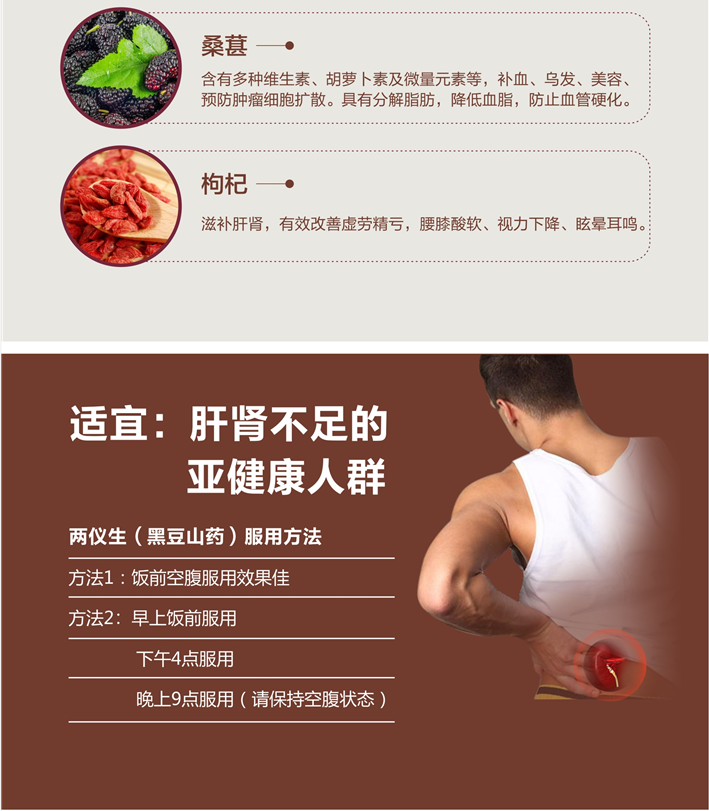 桑葚
含有多种维生素、胡萝卜素及微量元素等，补血、乌发、美容、
预防肿瘤细胞扩散。具有分解脂肪，降低血脂，防止血管硬化。
枸杞
滋补肝肾，有效改善虚劳精亏，腰膝酸软、视力下降、眩晕耳鸣。
适宜：肝肾不足的
亚健康人群
两仪生（黑豆山药）服用方法
方法1：饭前空腹服用效果佳
方法2：早上饭前服用
下午4点服用
晚上9点服用（请保持空腹状态）